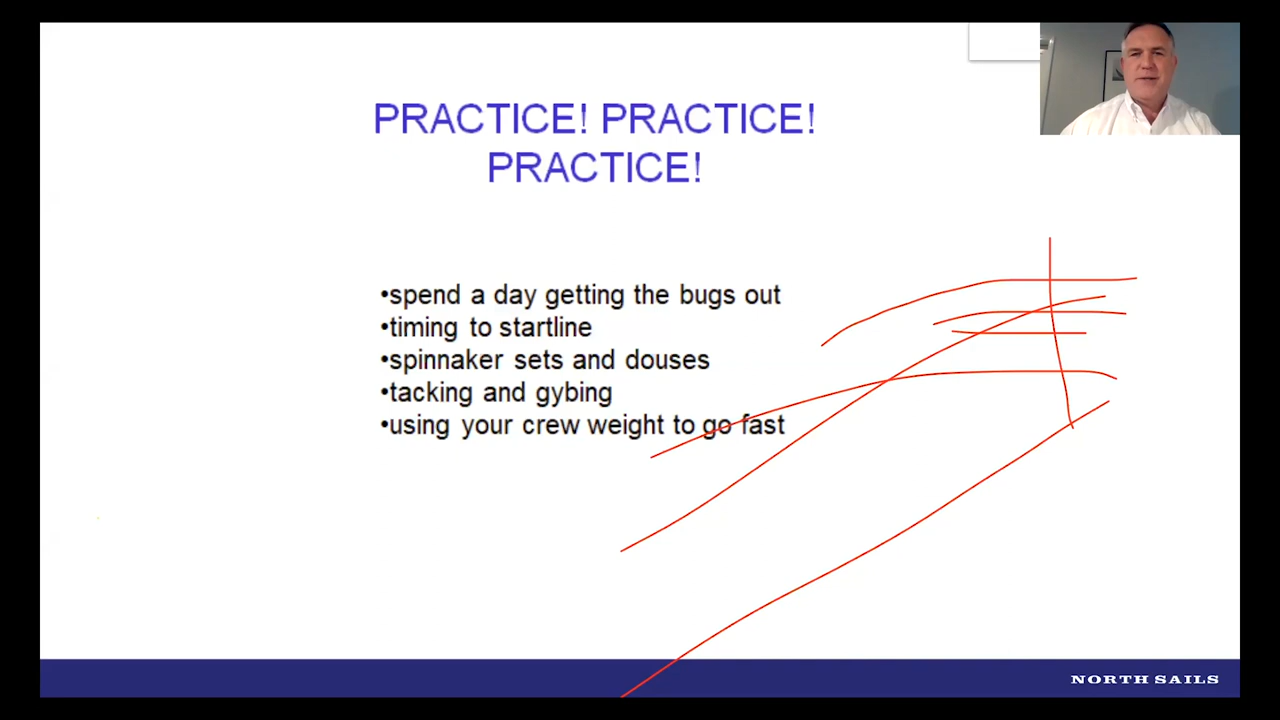 PRACTICE! PRACTICE!
PRACTICE!
•spend a day getting the bugs out
•timing to startline
•spinnaker sets and douses
•tacking and gybing
•using your crew weight to go fast
NORTH SAILS